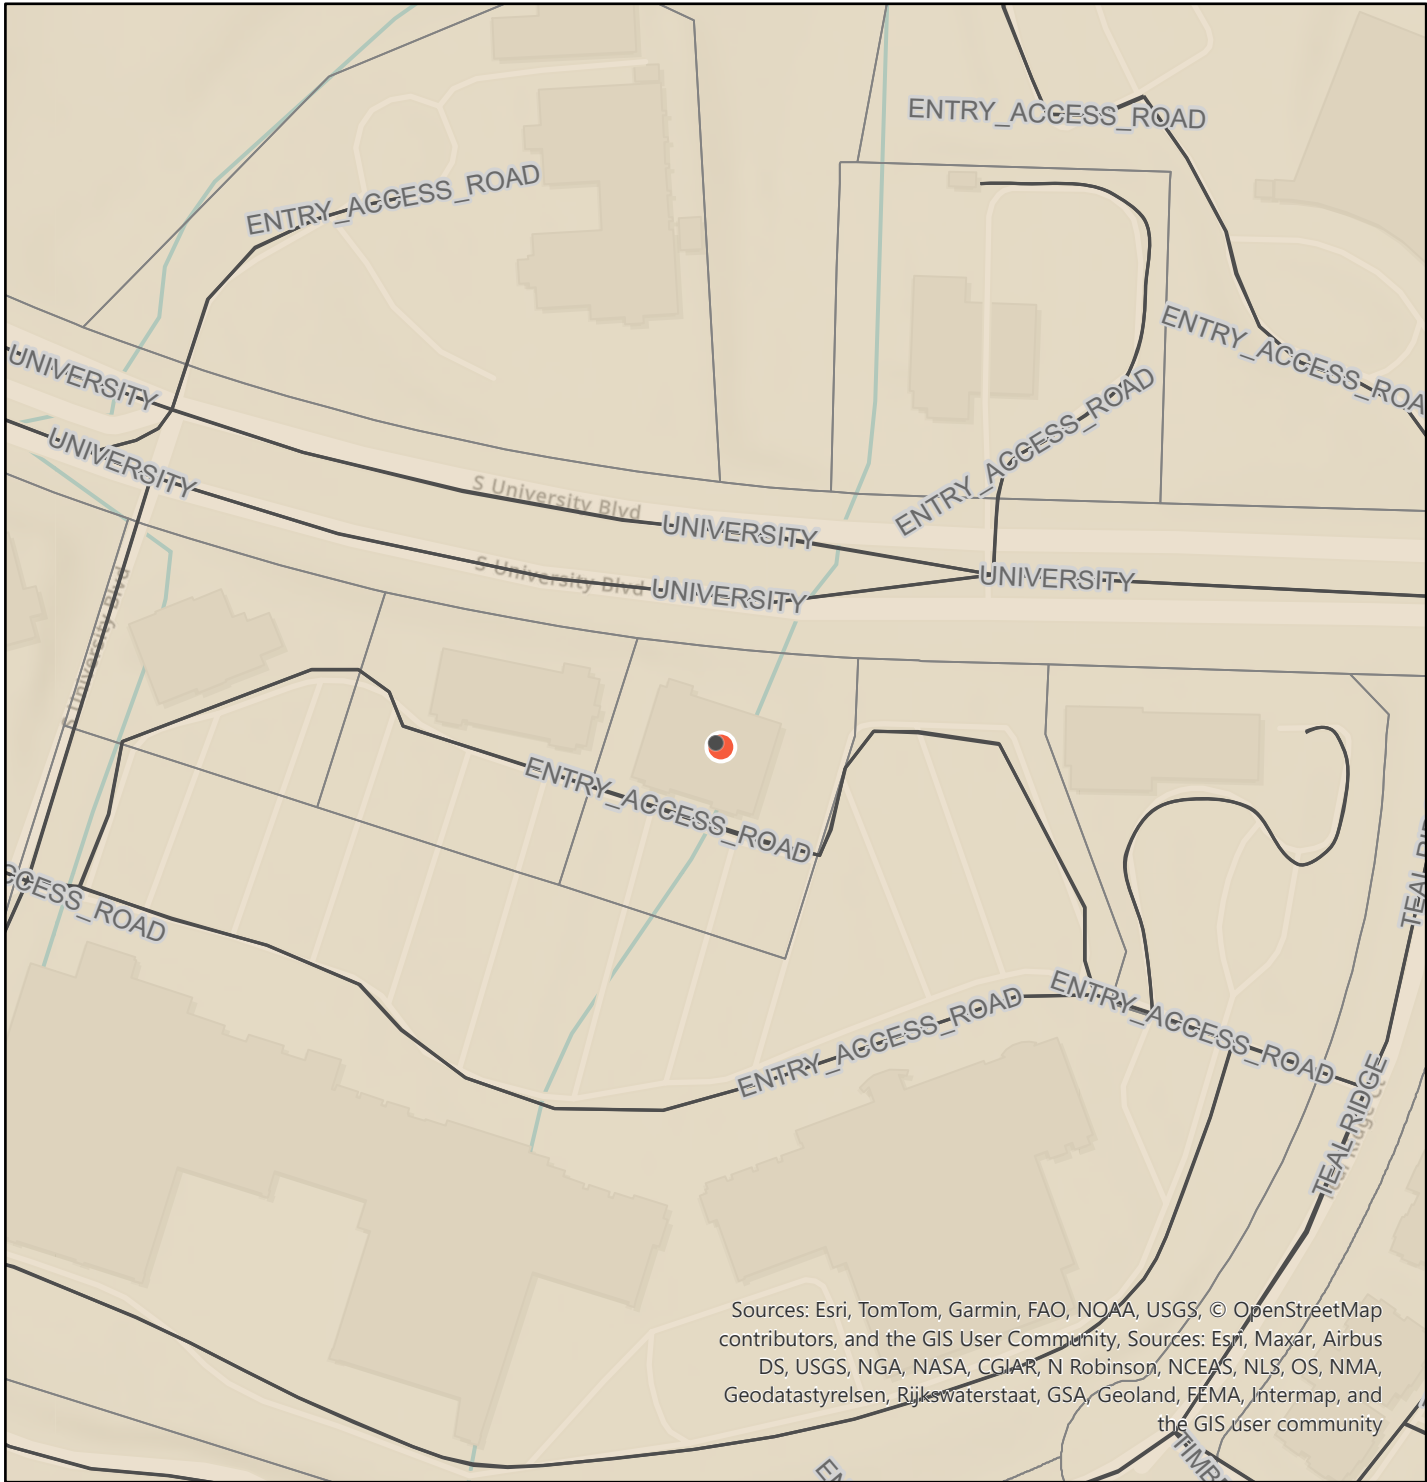 ENTRY_ACCESS_ROAD
ENTRY_ACCESS_ROAD
ENTRY_ACCESS_ROAD
UNIVERSITY
ENTRY_ACCESS_ROAD
UNIVERSITY
S University Blvd
UNIVERSITY
S University Blvd
UNIVERSITY
UNIVERSITY
S University Blvd
ENTRY_ACCESS_ROAD
CCESS_ROAD
ENTRY_ACCESS_ROAD
ENTRY_ACCESS_ROAD
TEAL RIDGE
Sources: Esri, TomTom, Garmin, FAO, NOAA, USGS, © OpenStreetMap
contributors, and the GIS User Community, Sources: Esri, Maxar, Airbus
DS, USGS, NGA, NASA, CGIAR, N Robinson, NCEAS, NLS, OS, NMA,
Geodatastyrelsen, Rijkswaterstaat, GSA, Geoland, FEMA, Intermap, and
the GIS user community